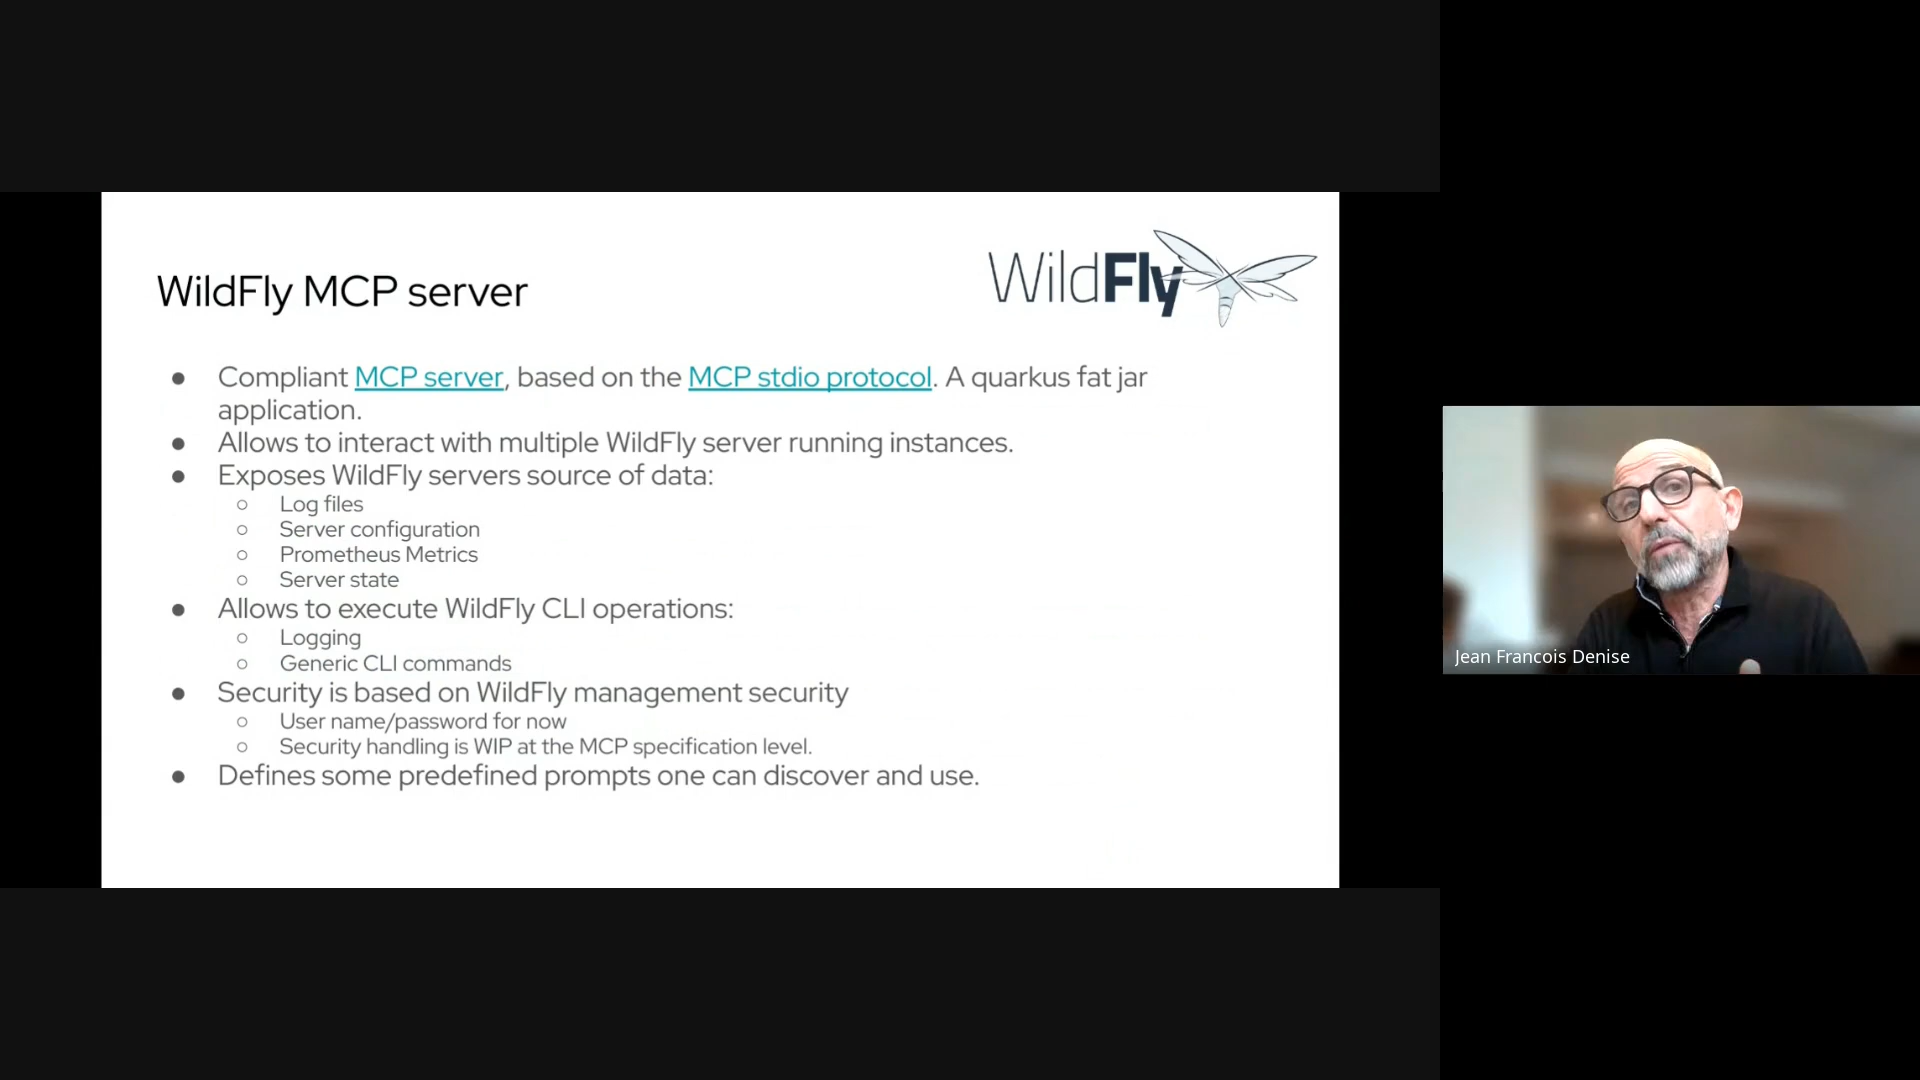 WildFly MCP server
WildFly
● Compliant MCP server, based on the MCP stdio protocol. A quarkus fat jar
application.
● Allows to interact with multiple WildFly server running instances.
● Exposes WildFly servers source of data:
○ Log files
○ Server configuration
○ Prometheus Metrics
○ Server state
● Allows to execute WildFly CLI operations:
○ Logging
○ Generic CLI commands
● Security is based on WildFly management security
○ User name/password for now
○ Security handling is WIP at the MCP specification level.
● Defines some predefined prompts one can discover and use.
Jean Francois Denise